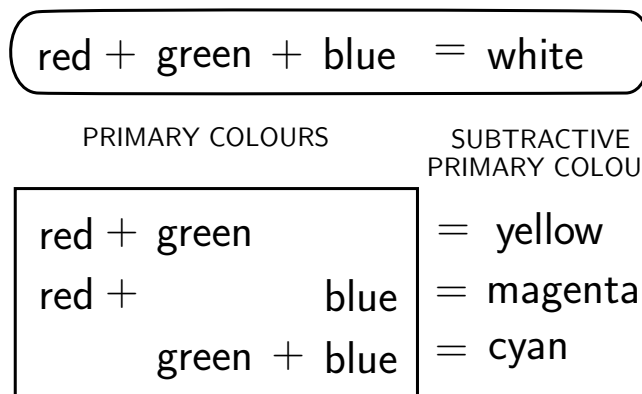 red + green + blue = white
PRIMARY COLOURS
SUBTRACTIVE
PRIMARY COLOU
red + green = yellow
red + blue = magenta
green + blue = cyan